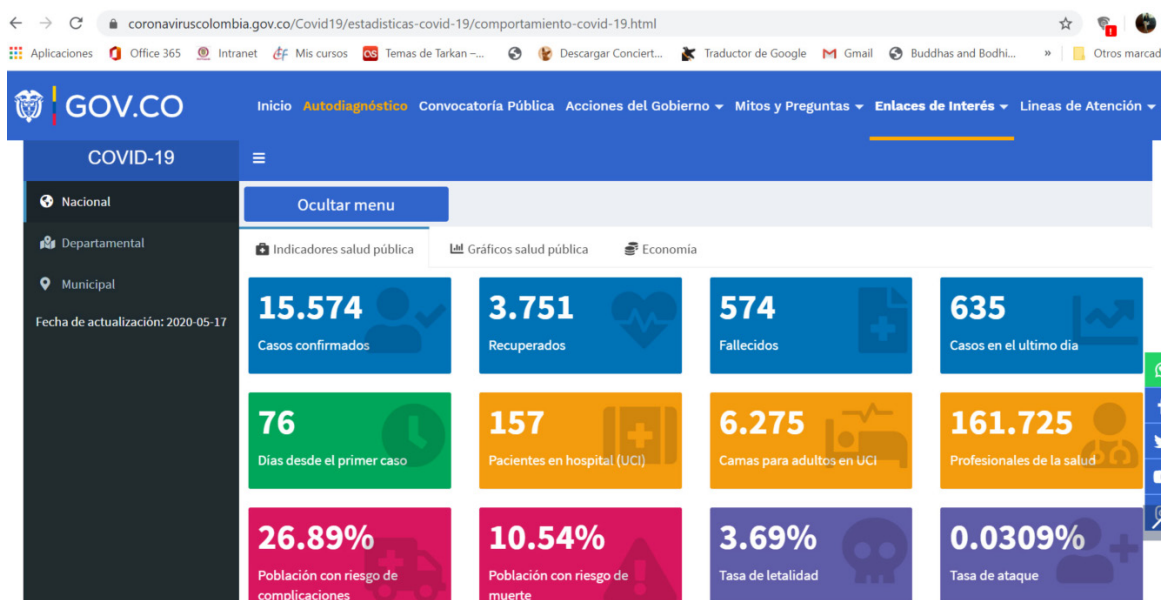 coronaviruscolombia.gov.co/Covid19/estadisticas-covid-19/comportamiento-covid-19.html
Aplicaciones Office 365 Intranet Mis cursos OS Temas de Tarkan –... Descargar Conciert... Traductor de Google Gmail Buddhas and Bodhi... » Otros marcad
GOV.CO Inicio Autodiagnóstico Convocatoría Pública Acciones del Gobierno Mitos y Preguntas Enlaces de Interés Lineas de Atención
COVID-19
Nacional
Departamental
Municipal
Fecha de actualización: 2020-05-17
Ocultar menu
Indicadores salud pública Gráficos salud pública Economia
15.574
Casos confirmados
3.751
Recuperados
574
Fallecidos
635
Casos en el ultimo día
76
Días desde el primer caso
157
Pacientes en hospital (UCI)
6.275
Camas para adultos en UCI
161.725
Profesionales de la salud
26.89%
Población con riesgo de
complicaciones
10.54%
Población con riesgo de
muerte
3.69%
Tasa de letalidad
0.0309%
Tasa de ataque